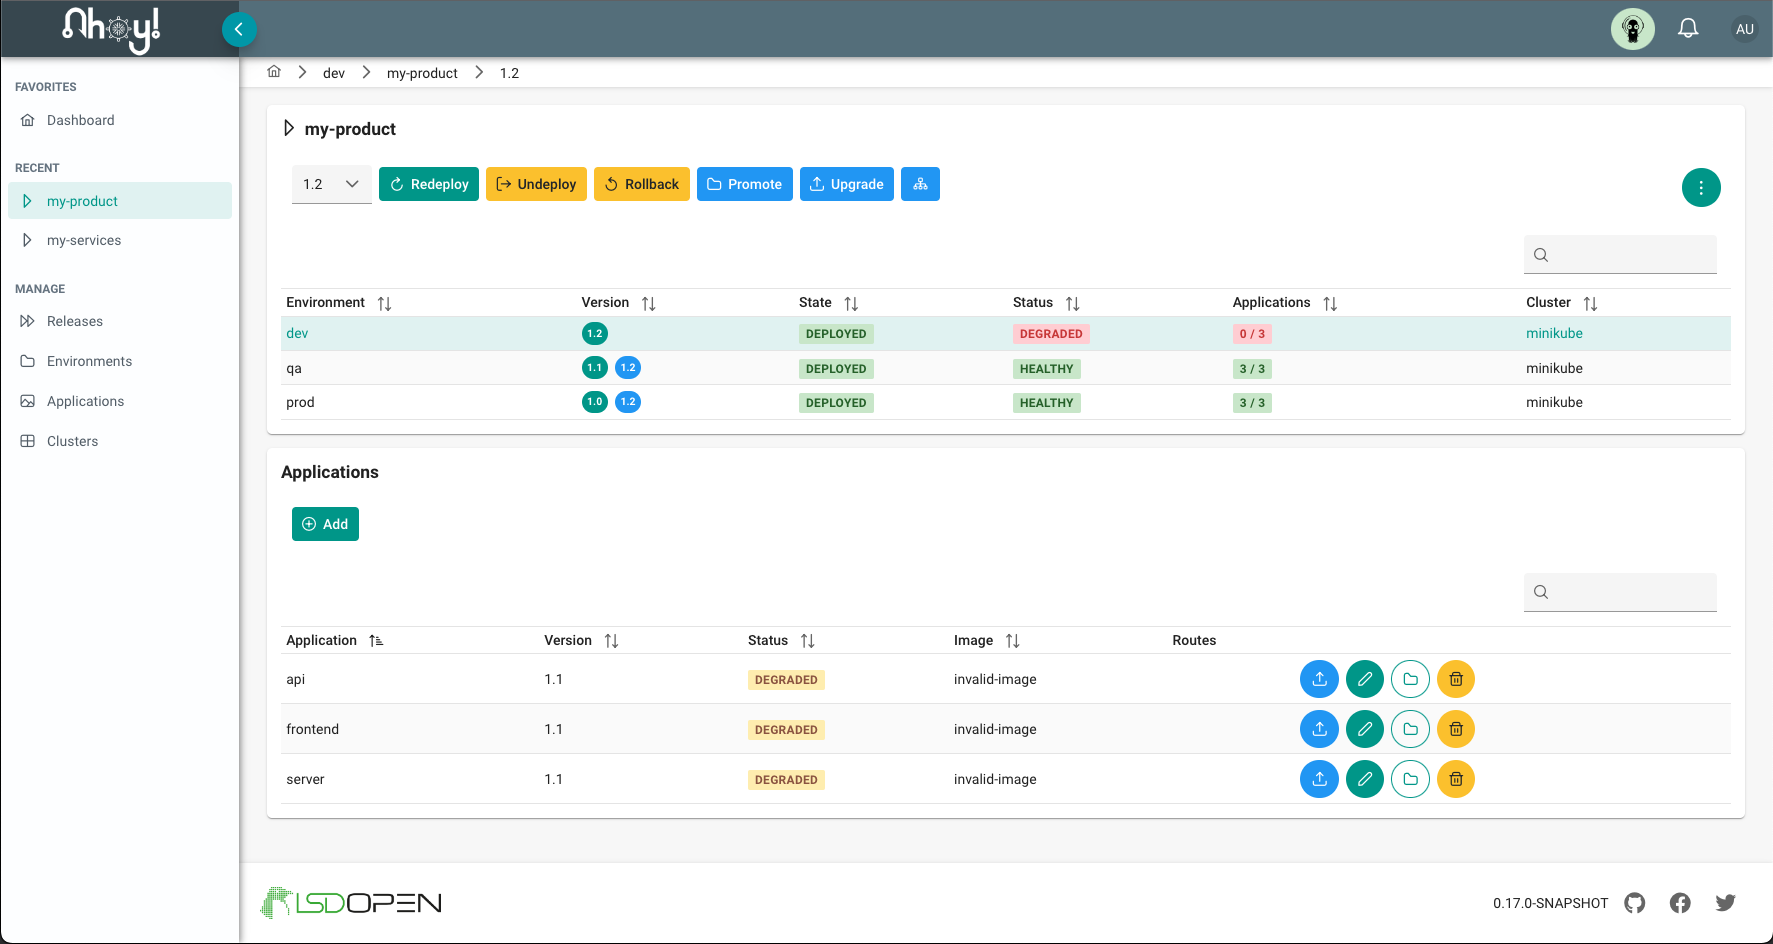 Ahoy!
AU
FAVORITES
Dashboard
RECENT
my-product
my-services
MANAGE
Releases
Environments
Applications
Clusters
dev my-product 1.2
my-product
1.2 Redeploy Undeploy Rollback Promote Upgrade
Environment Version State Status Applications Cluster
dev 1.2 DEPLOYED DEGRADED 0 / 3 minikube
qa 1.1 1.2 DEPLOYED HEALTHY 3 / 3 minikube
prod 1.0 1.2 DEPLOYED HEALTHY 3 / 3 minikube
Applications
Add
Application Version Status Image Routes
api 1.1 DEGRADED invalid-image
frontend 1.1 DEGRADED invalid-image
server 1.1 DEGRADED invalid-image
LSDOPEN
0.17.0-SNAPSHOT